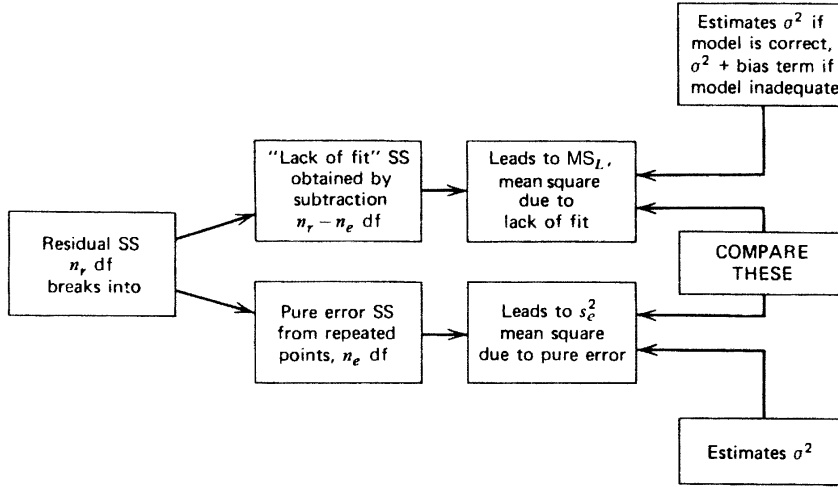 Residual SS
n_r df
breaks into
"Lack of fit" SS
obtained by
subtraction
n_r − n_e df
Leads to MS_L,
mean square
due to
lack of fit
Estimates σ² if
model is correct,
σ² + bias term if
model inadequate
COMPARE
THESE
Pure error SS
from repeated
points, n_e df
Leads to s_e²
mean square
due to pure error
Estimates σ²